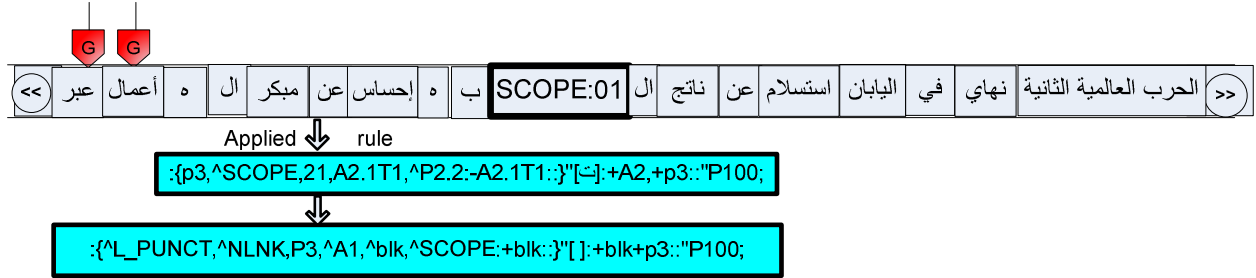 G G
<< عبر أعمال ه ال مبكر عن إحساس ه ب SCOPE:01 ال ناتج عن استسلام اليابان في نهاي الحرب العالمية الثانية >>
Applied rule
:{p3,^SCOPE,21,A2.1T1,^P2.2:-A2.1T1::}"[ت]:+A2,+p3::"P100;
:{^L_PUNCT,^NLNK,P3,^A1,^blk,^SCOPE:+blk::}"[ ]:+blk+p3::"P100;